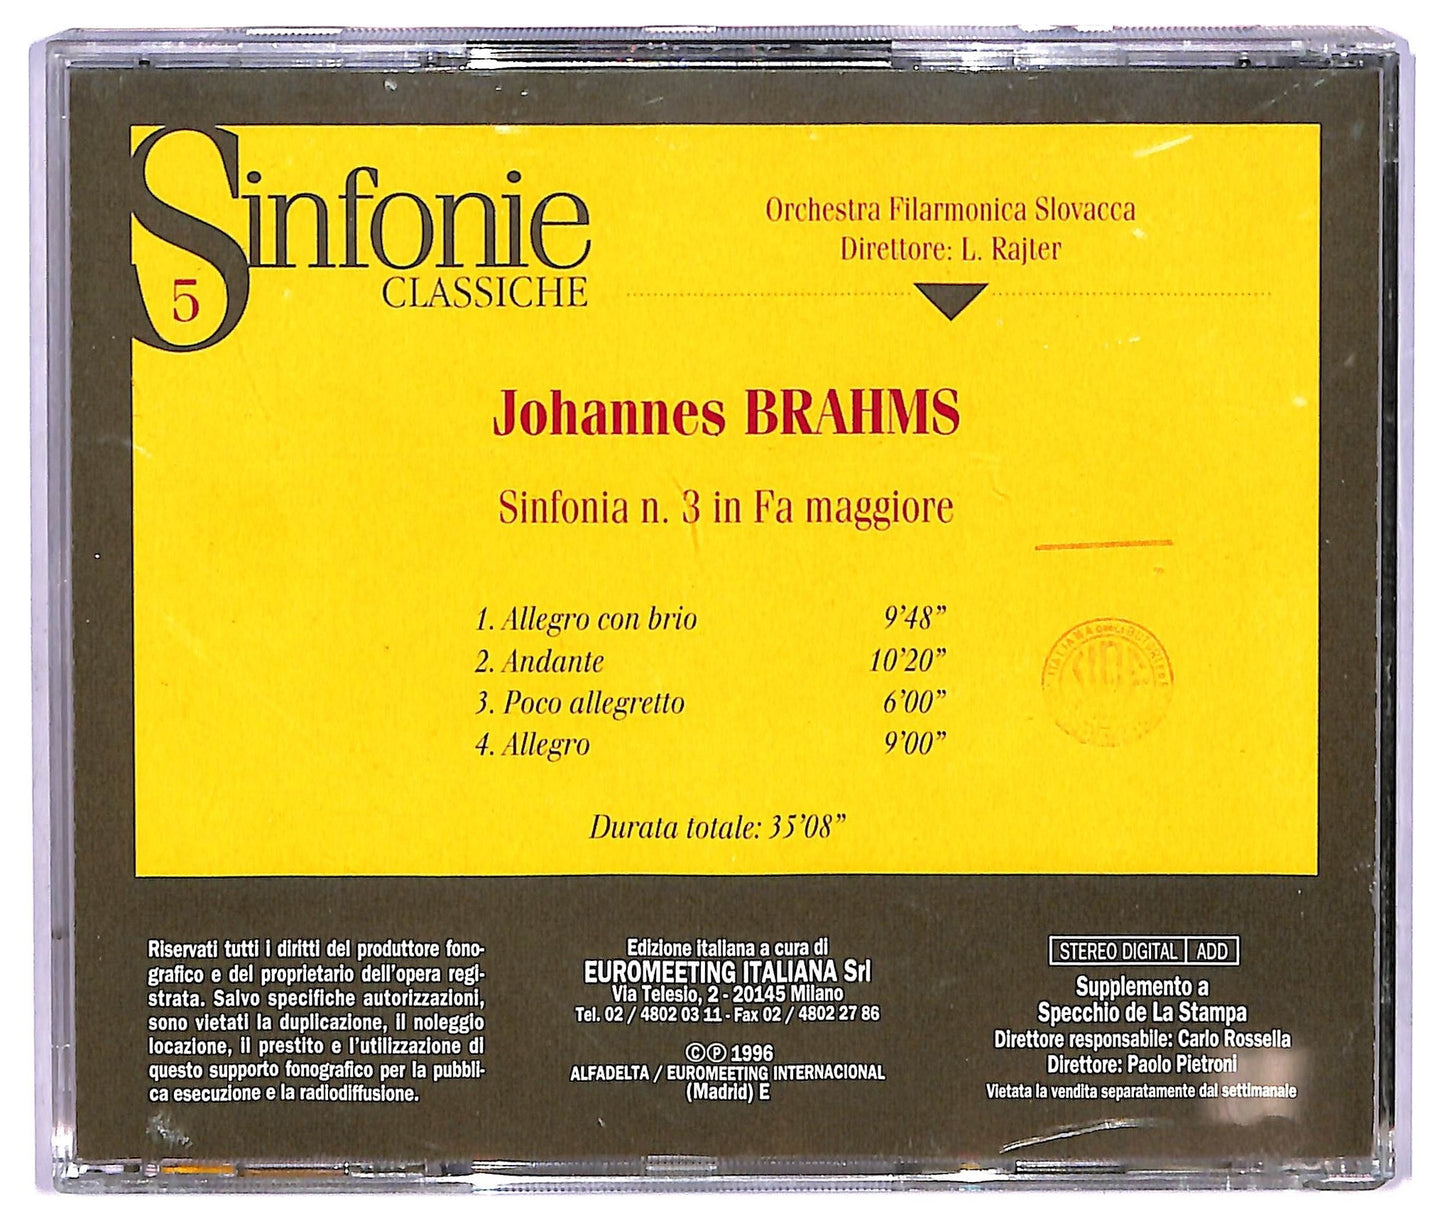 Sinfonie
CLASSICHE
5
Orchestra Filarmonica Slovacca
Direttore: L. Rajter
Johannes BRAHMS
Sinfonia n. 3 in Fa maggiore
1. Allegro con brio 9'48”
2. Andante 10'20”
3. Poco allegretto 6'00”
4. Allegro 9'00”
Durata totale: 35'08”
Riservati tutti i diritti del produttore fono-
grafico e del proprietario dell'opera regi-
strata. Salvo specifiche autorizzazioni,
sono vietati la duplicazione, il noleggio
locazione, il prestito e l'utilizzazione di
questo supporto fonografico per la pubbli-
ca esecuzione e la radiodiffusione.
Edizione italiana a cura di
EUROMEETING ITALIANA Srl
Via Telesio, 2 - 20145 Milano
Tel. 02 / 4802 03 11 - Fax 02 / 4802 27 86
©℗ 1996
ALFADELTA / EUROMEETING INTERNACIONAL
(Madrid) E
STEREO DIGITAL ADD
Supplemento a
Specchio de La Stampa
Direttore responsabile: Carlo Rossella
Direttore: Paolo Pietroni
Vietata la vendita separatamente dal settimanale